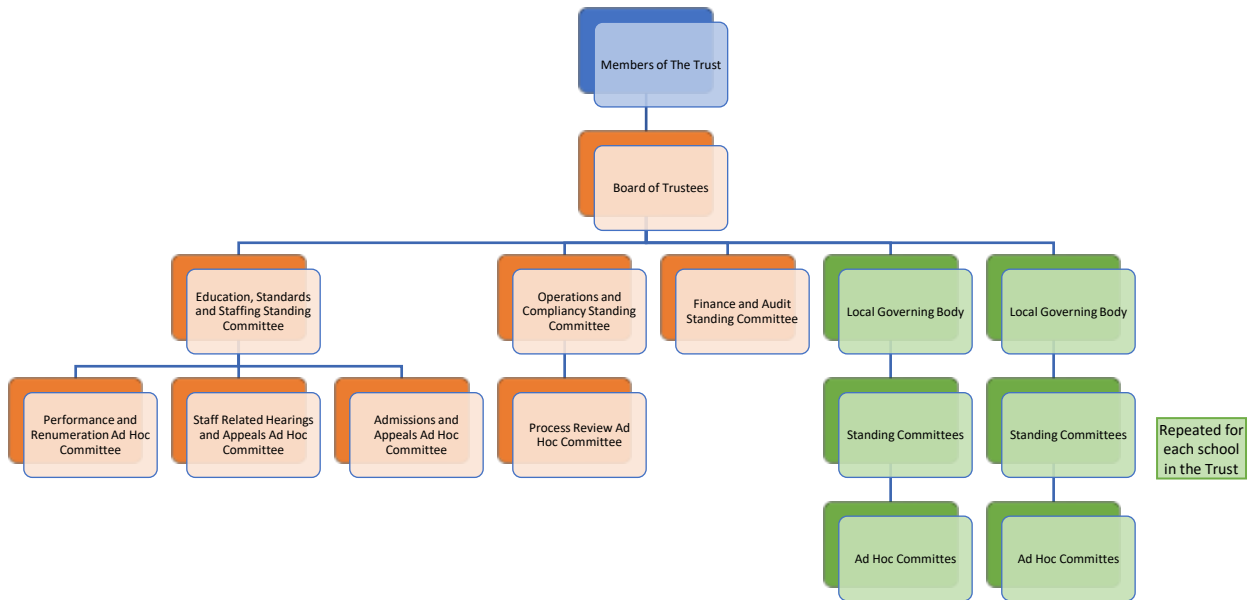 Members of The Trust
Board of Trustees
Education, Standards
and Staffing Standing
Committee
Operations and
Compliancy Standing
Committee
Finance and Audit
Standing Committee
Local Governing Body
Local Governing Body
Performance and
Renumeration Ad Hoc
Committee
Staff Related Hearings
and Appeals Ad Hoc
Committee
Admissions and
Appeals Ad Hoc
Committee
Process Review Ad
Hoc Committee
Standing Committees
Standing Committees
Repeated for
each school
in the Trust
Ad Hoc Committes
Ad Hoc Committes